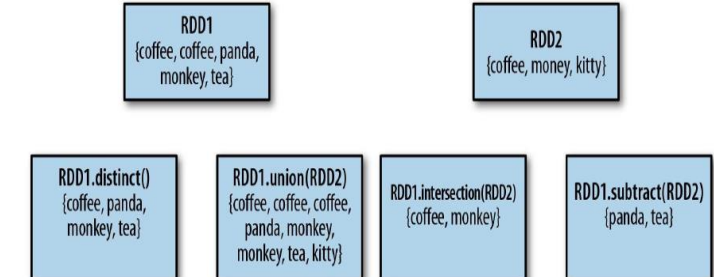 RDD1
{coffee, coffee, panda,
monkey, tea}
RDD2
{coffee, money, kitty}
RDD1.distinct()
{coffee, panda,
monkey, tea}
RDD1.union(RDD2)
{coffee, coffee, coffee,
panda, monkey,
monkey, tea, kitty}
RDD1.intersection(RDD2)
{coffee, monkey}
RDD1.subtract(RDD2)
{panda, tea}